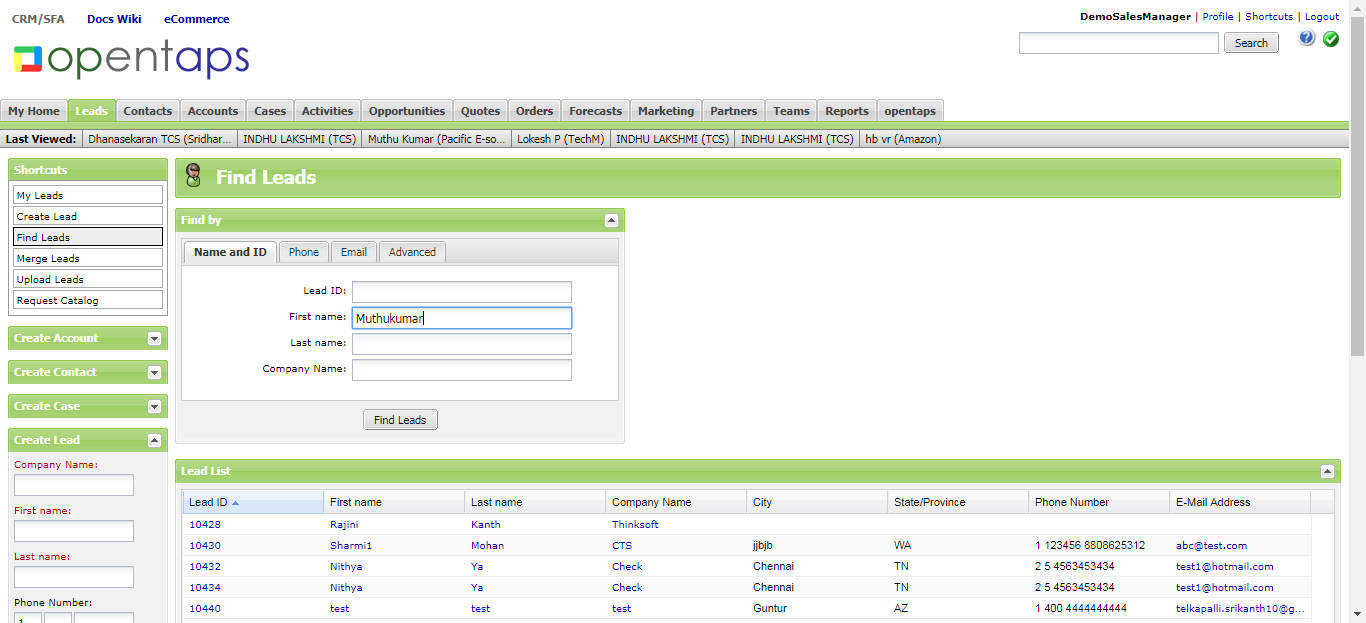 CRM/SFA Docs Wiki eCommerce
DemoSalesManager | Profile | Shortcuts | Logout
opentaps
Search
?
My Home Leads Contacts Accounts Cases Activities Opportunities Quotes Orders Forecasts Marketing Partners Teams Reports opentaps
Last Viewed: Dhanasekaran TCS (Sridhar... INDHU LAKSHMI (TCS) Muthu Kumar (Pacific E-so... Lokesh P (TechM) INDHU LAKSHMI (TCS) INDHU LAKSHMI (TCS) hb vr (Amazon)
Shortcuts
My Leads
Create Lead
Find Leads
Merge Leads
Upload Leads
Request Catalog
Create Account
Create Contact
Create Case
Create Lead
Company Name:
First name:
Last name:
Phone Number:
1
Find Leads
Find by
Name and ID Phone Email Advanced
Lead ID:
First name: Muthukumar
Last name:
Company Name:
Find Leads
Lead List
Lead ID First name Last name Company Name City State/Province Phone Number E-Mail Address
10428 Rajini Kanth Thinksoft
10430 Sharmi1 Mohan CTS jjbjb WA 1 123456 8808625312 abc@test.com
10432 Nithya Ya Check Chennai TN 2 5 4563453434 test1@hotmail.com
10434 Nithya Ya Check Chennai TN 2 5 4563453434 test1@hotmail.com
10440 test test test Guntur AZ 1 400 4444444444 telkapalli.srikanth10@g...